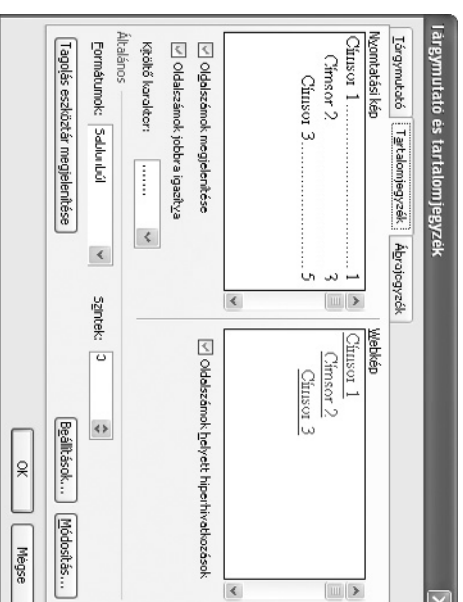 Tárgymutató és tartalomjegyzék
Tárgymutató Tartalomjegyzék Ábrajegyzék
Nyomtatási kép
Címsor 1........................ 1
Címsor 2........................ 3
Címsor 3........................ 5
Webkép
Címsor 1
Címsor 2
Címsor 3
Oldalszámok megjelenítése
Oldalszámok jobbra igazítva
Kitöltő karakter: .......
Oldalszámok helyett hiperhivatkozások
Általános
Formátumok: Sablonból
Szintek: 3
Tagolás eszköztár megjelenítése
Beállítások...
Módosítás...
OK
Mégse